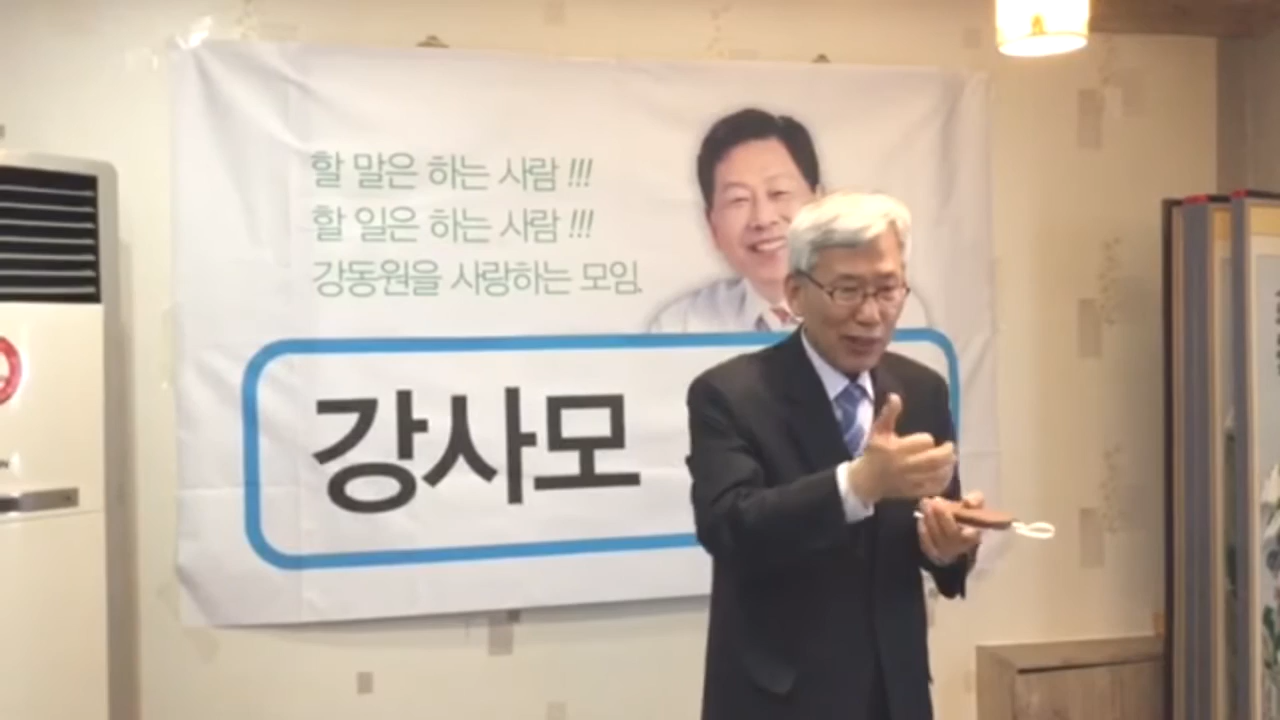 할 말은 하는 사람 !!!
할 일은 하는 사람 !!!
강동원을 사랑하는 모임.
강사모